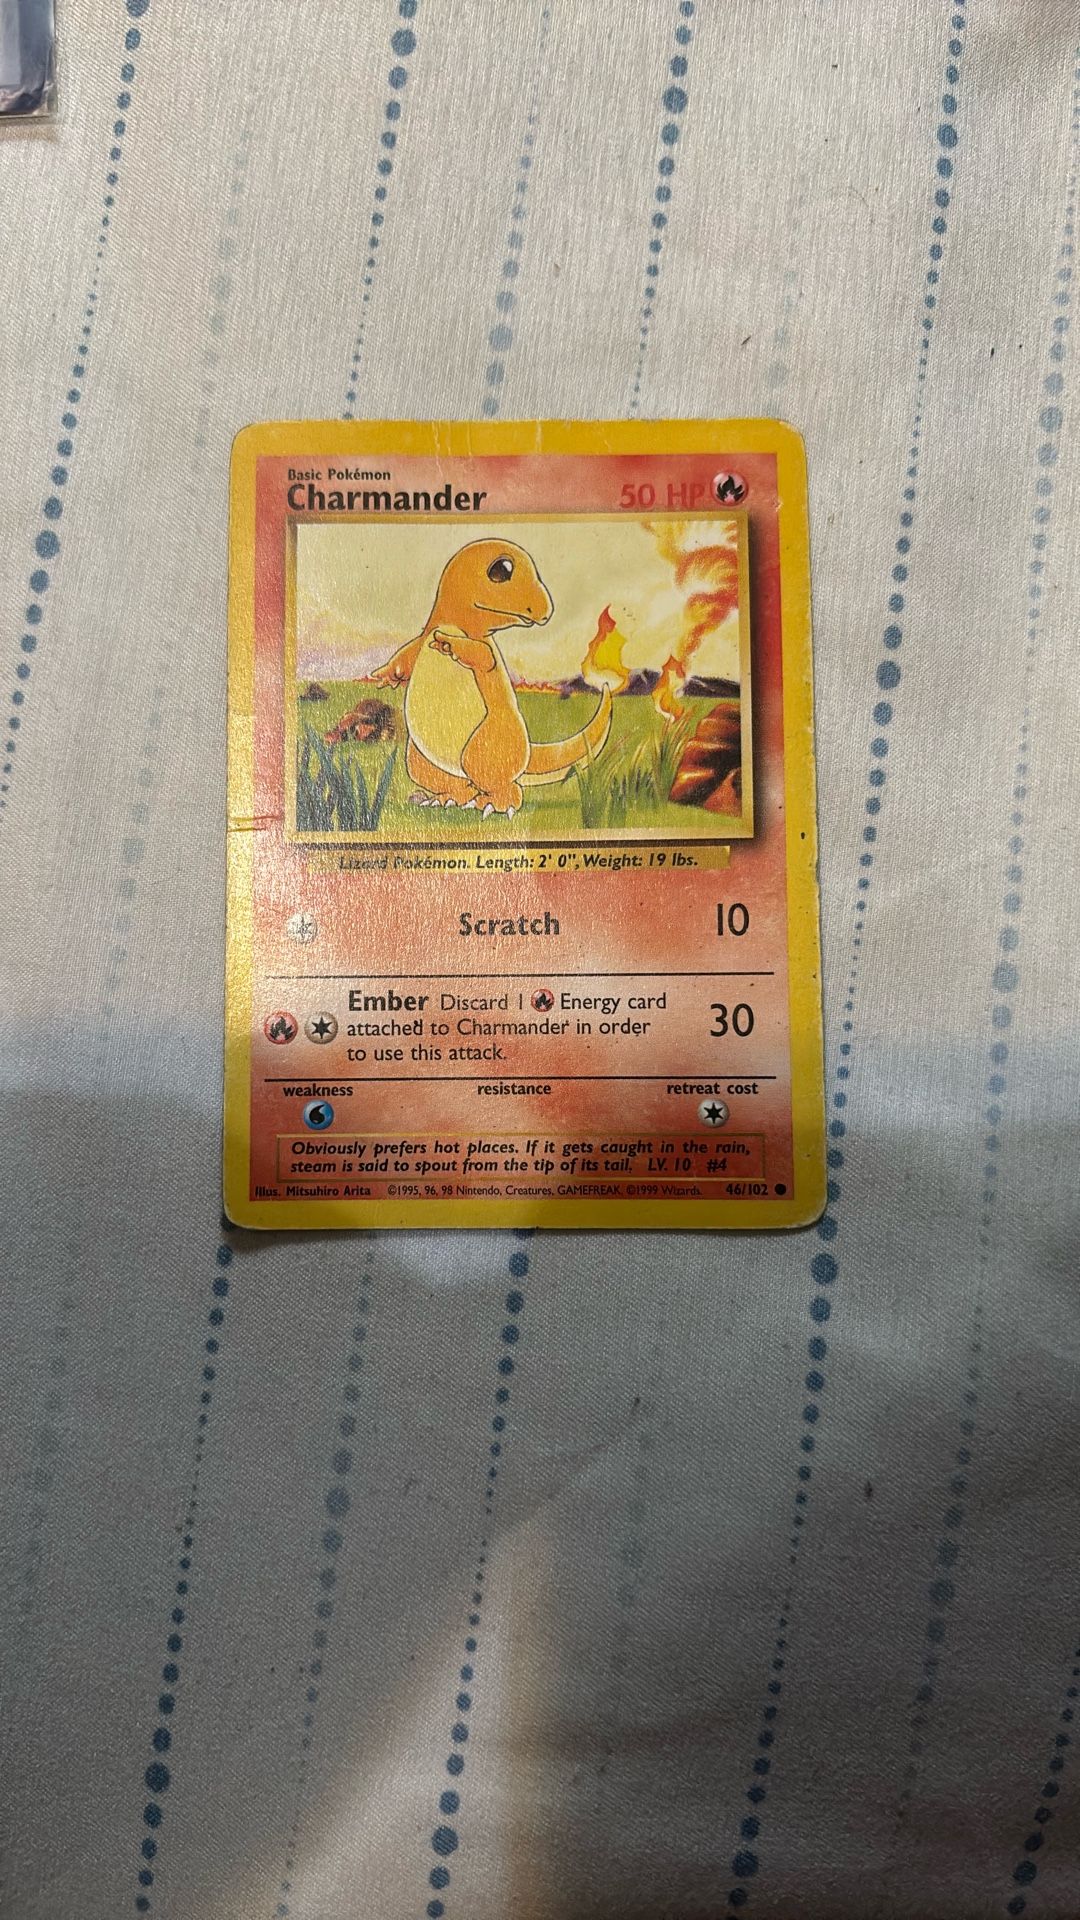 Basic Pokémon
Charmander 50 HP
Lizard Pokémon. Length: 2' 0", Weight: 19 lbs.
Scratch 10
Ember Discard 1 Energy card
attached to Charmander in order
to use this attack.
30
weakness resistance retreat cost
Obviously prefers hot places. If it gets caught in the rain,
steam is said to spout from the tip of its tail. LV. 10 #4
Illus. Mitsuhiro Arita ©1995, 96, 98 Nintendo, Creatures, GAMEFREAK. ©1999 Wizards. 46/102